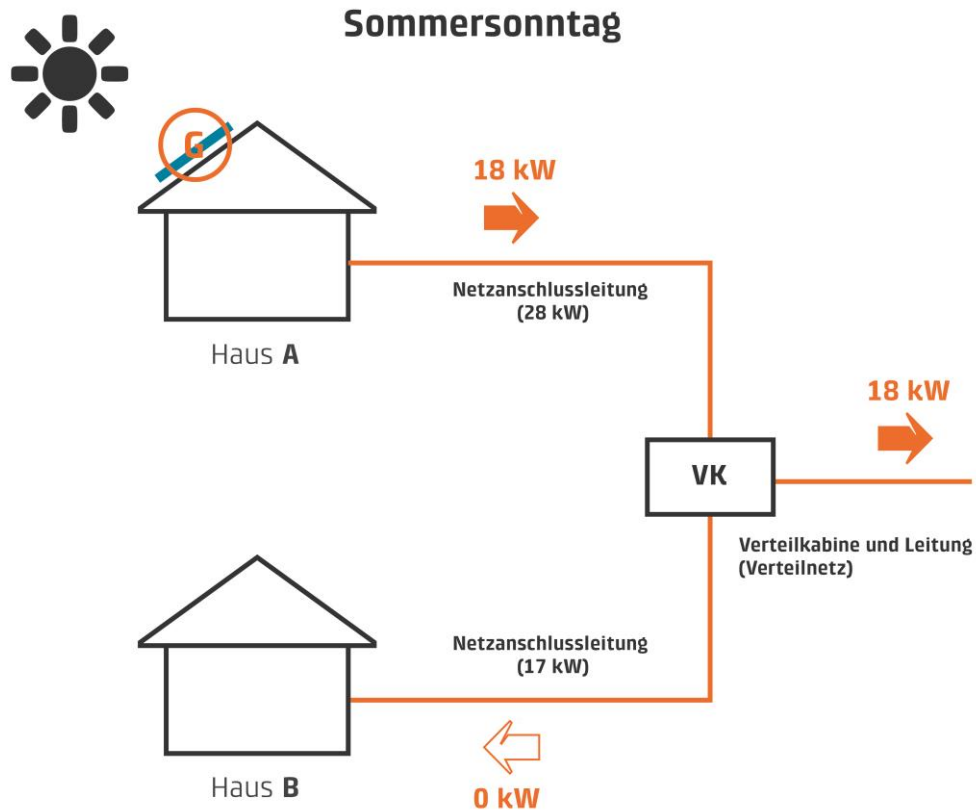 Sommersonntag
G
18 kW
Netzanschlussleitung
(28 kW)
Haus A
18 kW
VK
Verteilkabine und Leitung
(Verteilnetz)
Netzanschlussleitung
(17 kW)
Haus B
0 kW